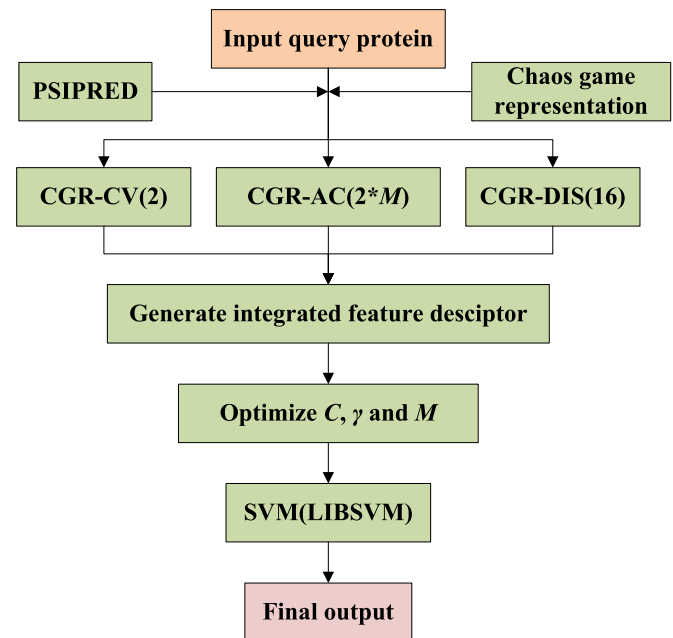 Input query protein
PSIPRED
Chaos game
representation
CGR-CV(2)
CGR-AC(2*M)
CGR-DIS(16)
Generate integrated feature desciptor
Optimize C, γ and M
SVM(LIBSVM)
Final output